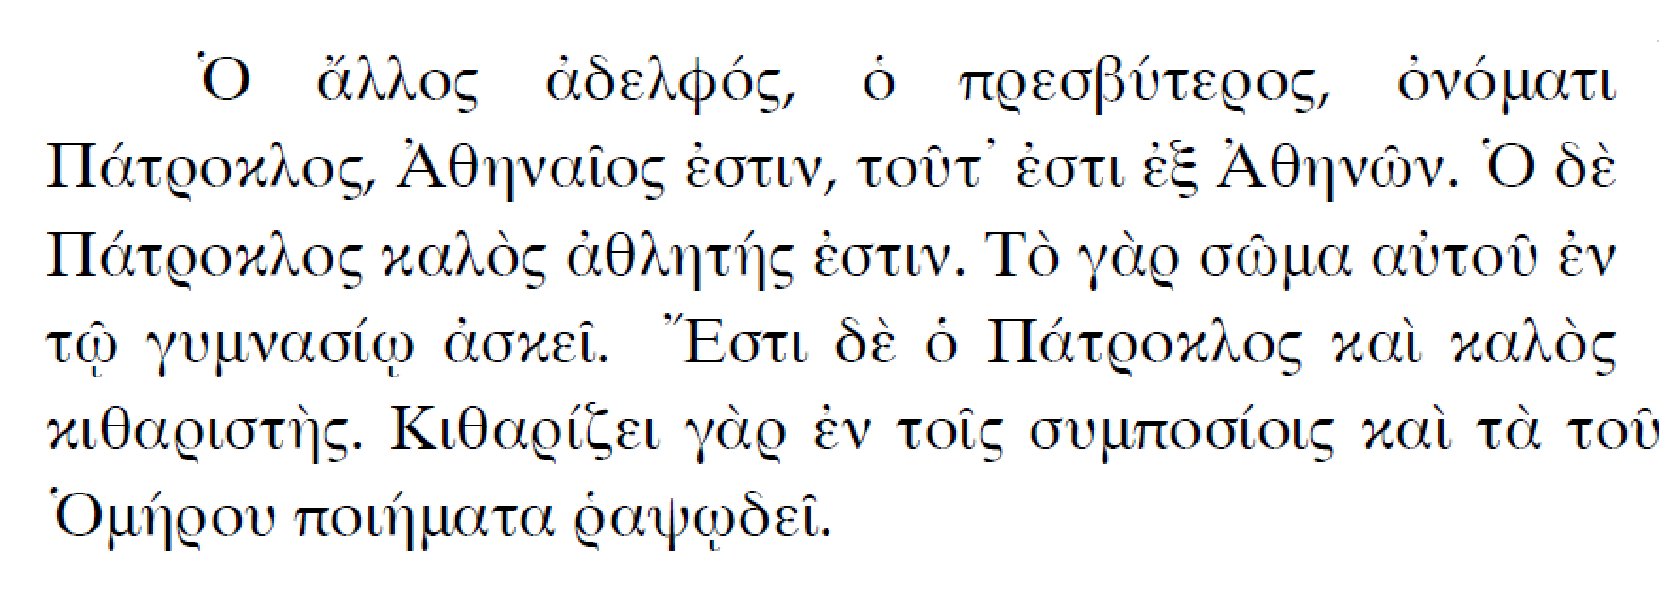 Ὁ ἄλλος ἀδελφός, ὁ πρεσβύτερος, ὀνόματι
Πάτροκλος, Ἀθηναῖος ἐστιν, τοῦτ᾽ ἐστι ἐξ Ἀθηνῶν. Ὁ δὲ
Πάτροκλος καλὸς ἀθλητής ἐστιν. Τὸ γὰρ σῶμα αὐτοῦ ἐν
τῷ γυμνασίῳ ἀσκεῖ. Ἔστι δὲ ὁ Πάτροκλος καὶ καλὸς
κιθαριστὴς. Κιθαρίζει γὰρ ἐν τοῖς συμποσίοις καὶ τὰ τοῦ
Ὁμήρου ποιήματα ῥαψῳδεῖ.